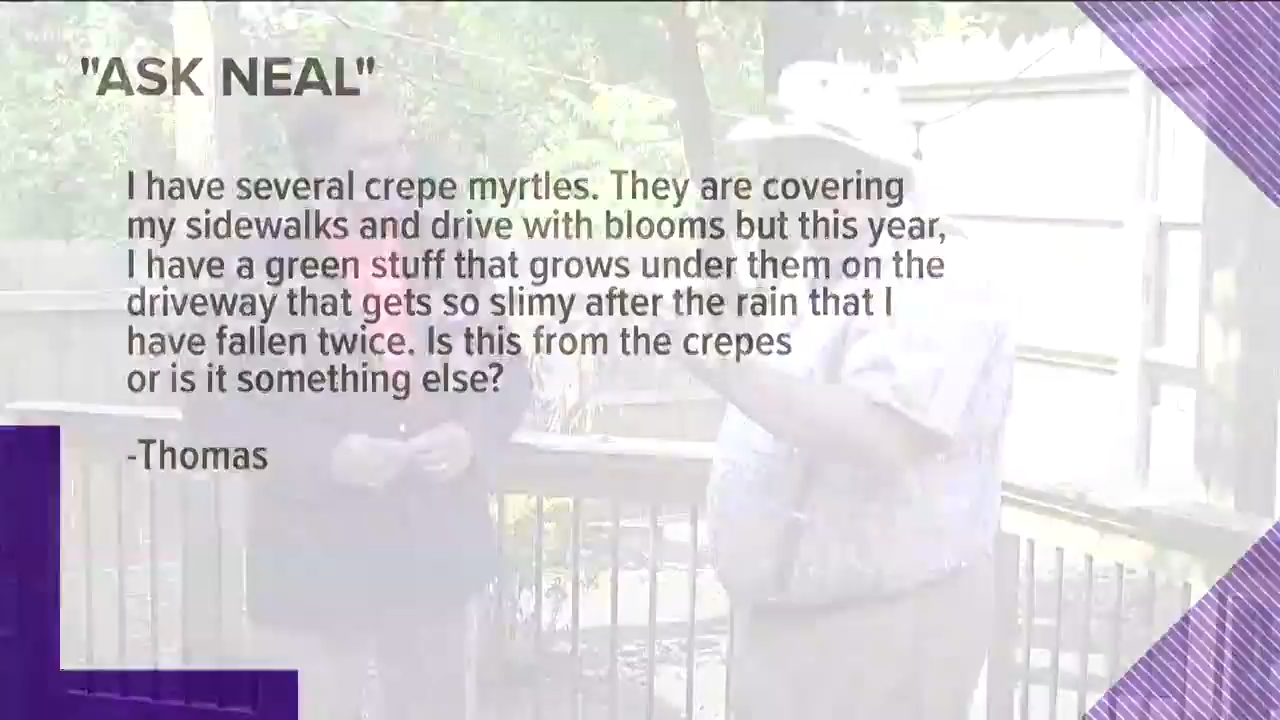 "ASK NEAL"
I have several crepe myrtles. They are covering
my sidewalks and drive with blooms but this year,
I have a green stuff that grows under them on the
driveway that gets so slimy after the rain that I
have fallen twice. Is this from the crepes
or is it something else?
-Thomas